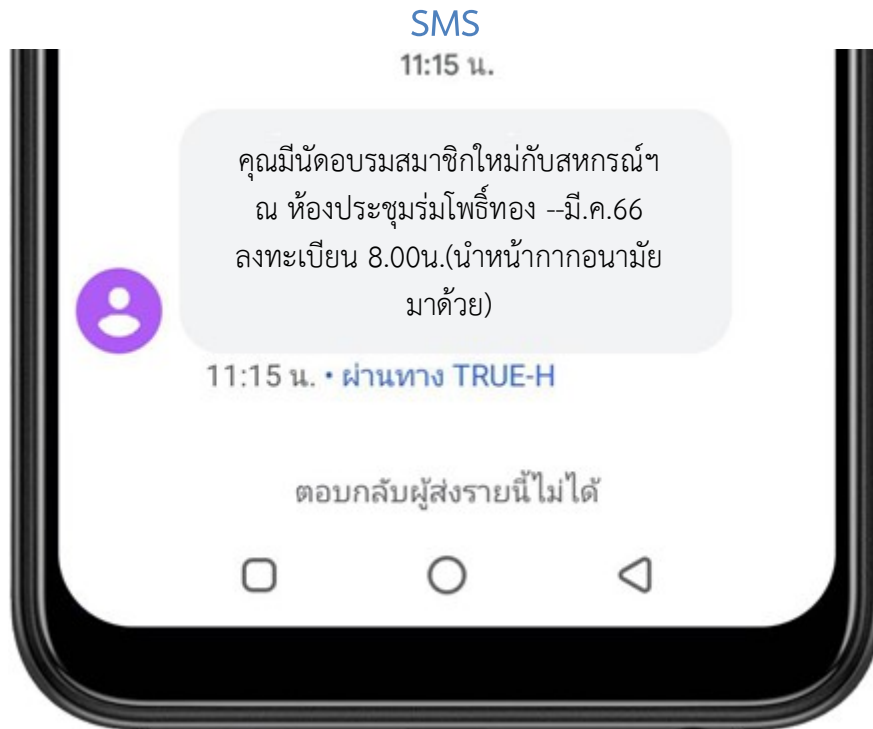 SMS
11:15 น.
คุณมีนัดอบรมสมาชิกใหม่กับสหกรณ์ฯ
ณ ห้องประชุมร่มโพธิ์ทอง --มี.ค.66
ลงทะเบียน 8.00น.(นำหน้ากากอนามัย
มาด้วย)
11:15 น. • ผ่านทาง TRUE-H
ตอบกลับผู้ส่งรายนี้ไม่ได้